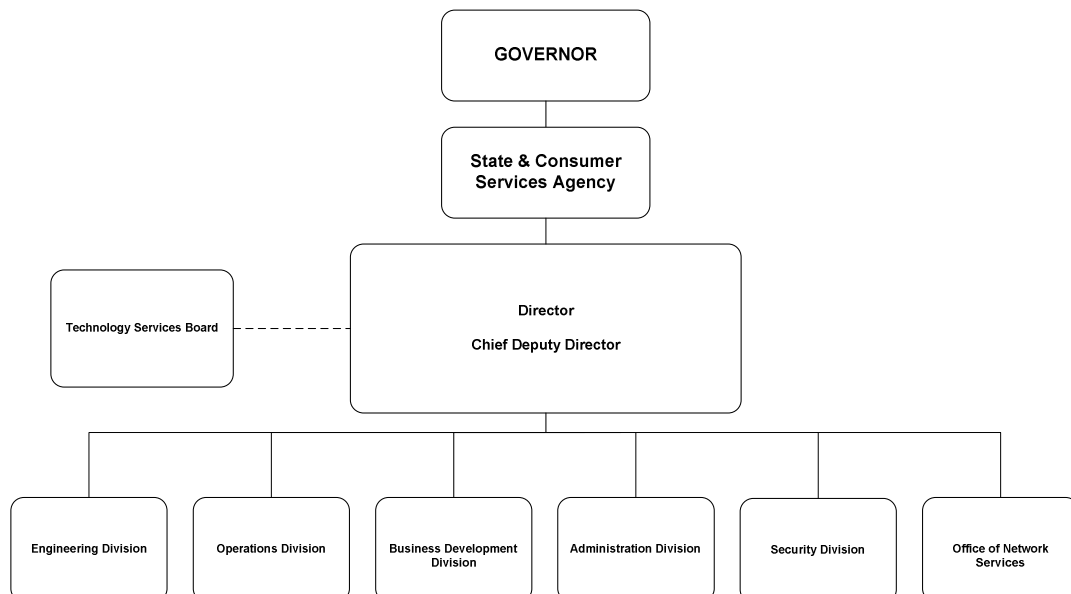 GOVERNOR
State & Consumer
Services Agency
Director
Chief Deputy Director
Technology Services Board
Engineering Division
Operations Division
Business Development
Division
Administration Division
Security Division
Office of Network
Services